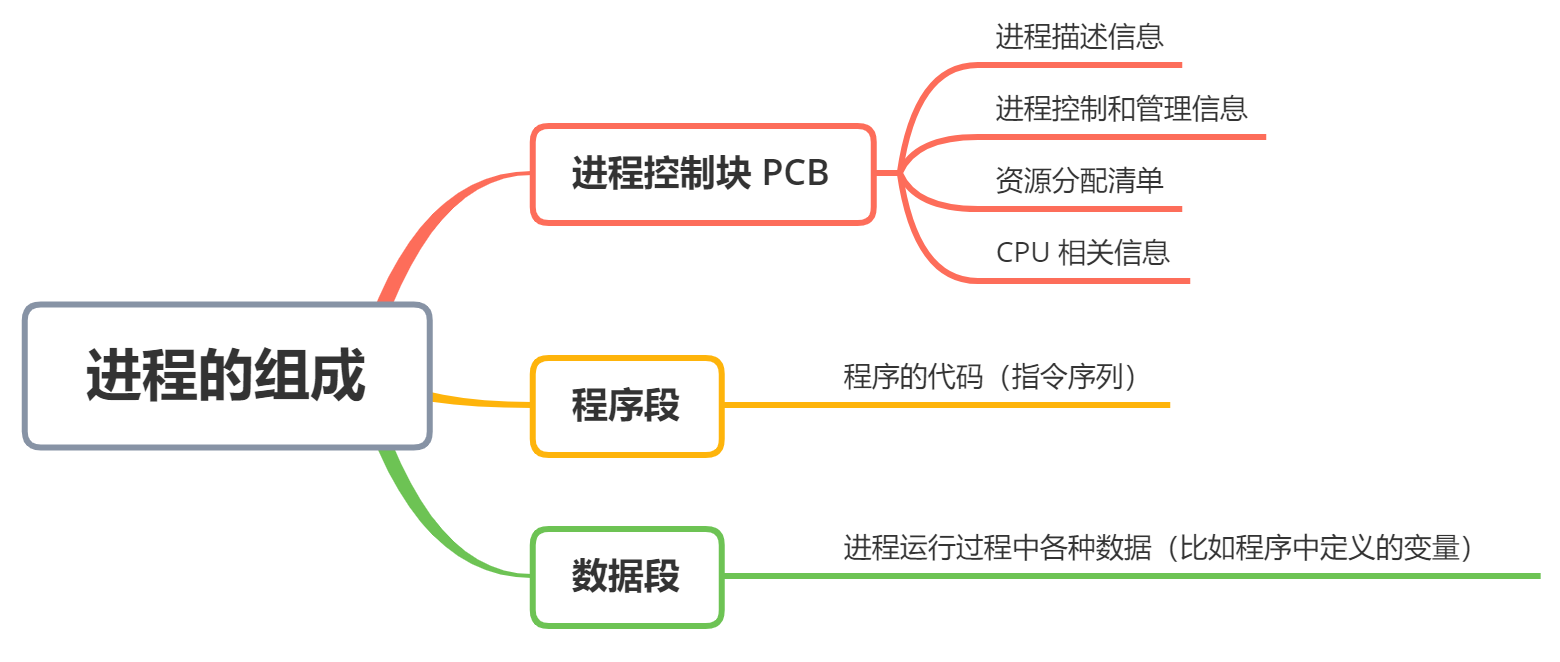 进程的组成
进程控制块 PCB
进程描述信息
进程控制和管理信息
资源分配清单
CPU 相关信息
程序段
程序的代码（指令序列）
数据段
进程运行过程中各种数据（比如程序中定义的变量）